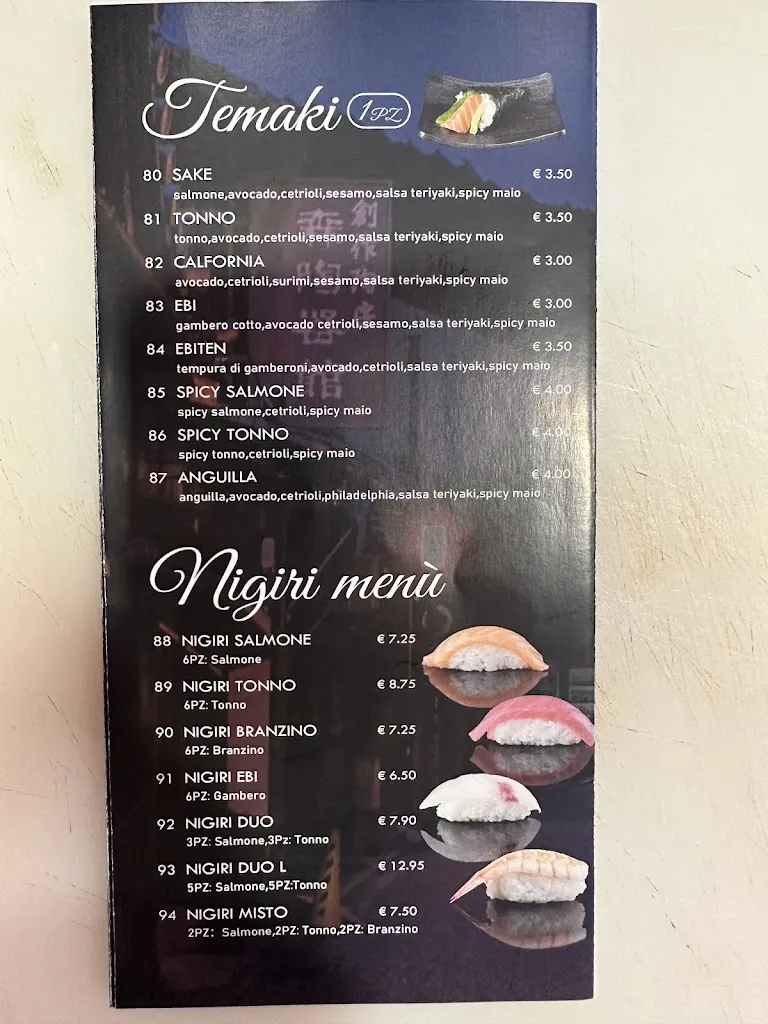 Temaki 1PZ
80 SAKE € 3.50
salmone,avocado,cetrioli,sesamo,salsa teriyaki,spicy maio
81 TONNO € 3.50
tonno,avocado,cetrioli,sesamo,salsa teriyaki,spicy maio
82 CALFORNIA € 3.00
avocado,cetrioli,surimi,sesamo,salsa teriyaki,spicy maio
83 EBI € 3.00
gambero cotto,avocado cetrioli,sesamo,salsa teriyaki,spicy maio
84 EBITEN € 3.50
tempura di gamberoni,avocado,cetrioli,salsa teriyaki,spicy maio
85 SPICY SALMONE € 4.00
spicy salmone,cetrioli,spicy maio
86 SPICY TONNO € 4.00
spicy tonno,cetrioli,spicy maio
87 ANGUILLA € 4.00
anguilla,avocado,cetrioli,philadelphia,salsa teriyaki,spicy maio
Nigiri menù
88 NIGIRI SALMONE € 7.25
6PZ: Salmone
89 NIGIRI TONNO € 8.75
6PZ: Tonno
90 NIGIRI BRANZINO € 7.25
6PZ: Branzino
91 NIGIRI EBI € 6.50
6PZ: Gambero
92 NIGIRI DUO € 7.90
3PZ: Salmone,3Pz: Tonno
93 NIGIRI DUO L € 12.95
5PZ: Salmone,5PZ:Tonno
94 NIGIRI MISTO € 7.50
2PZ: Salmone,2PZ: Tonno,2PZ: Branzino